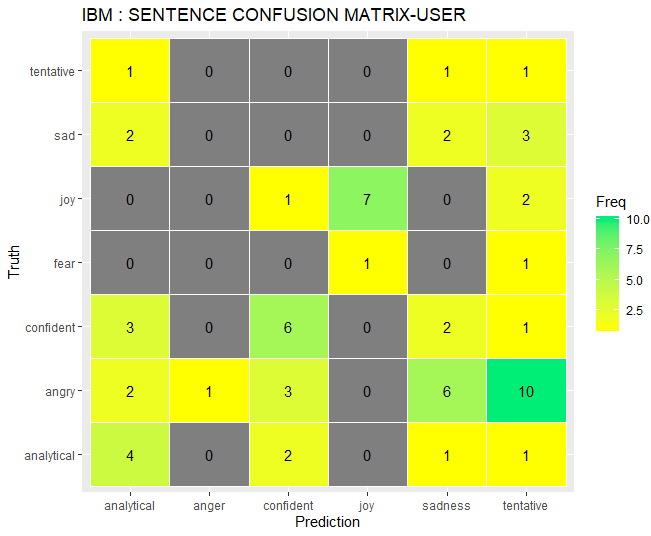 IBM : SENTENCE CONFUSION MATRIX-USER
tentative 1 0 0 0 1 1
sad 2 0 0 0 2 3
joy 0 0 1 7 0 2
fear 0 0 0 1 0 1
confident 3 0 6 0 2 1
angry 2 1 3 0 6 10
analytical 4 0 2 0 1 1
analytical anger confident joy sadness tentative
Prediction
Truth
Freq
10.0
7.5
5.0
2.5